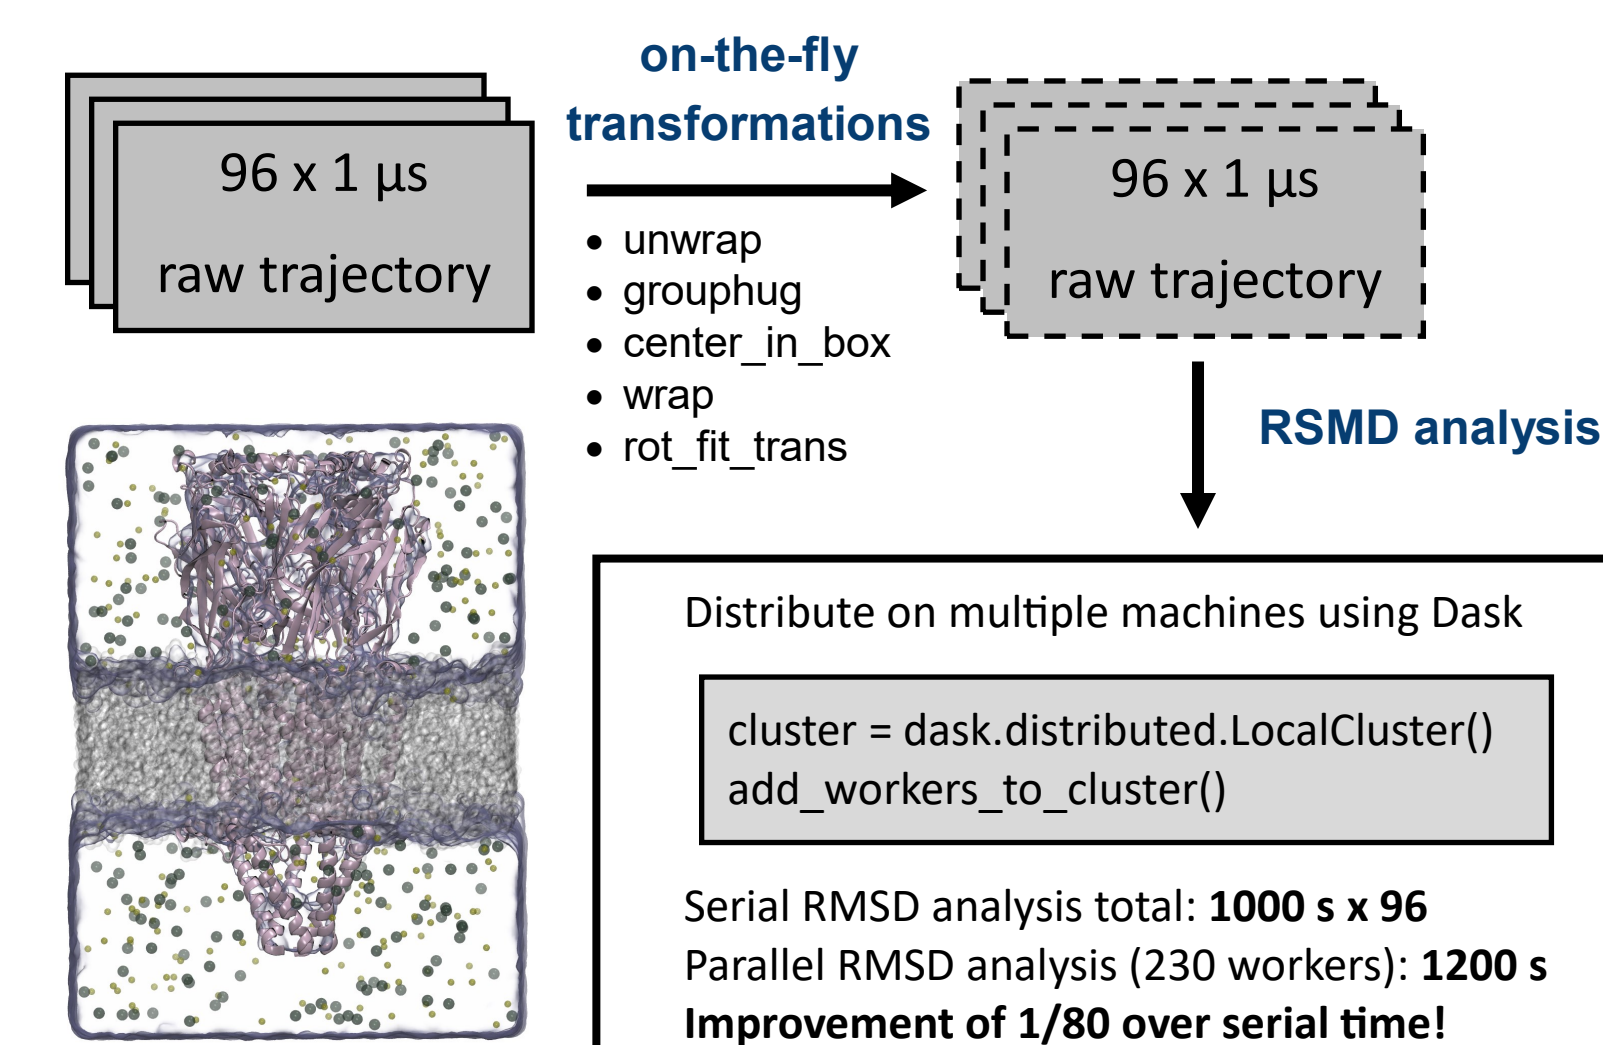 96 x 1 µs
raw trajectory
on-the-fly
transformations
• unwrap
• grouphug
• center_in_box
• wrap
• rot_fit_trans
96 x 1 µs
raw trajectory
RSMD analysis
Distribute on multiple machines using Dask
cluster = dask.distributed.LocalCluster()
add_workers_to_cluster()
Serial RMSD analysis total: 1000 s x 96
Parallel RMSD analysis (230 workers): 1200 s
Improvement of 1/80 over serial time!